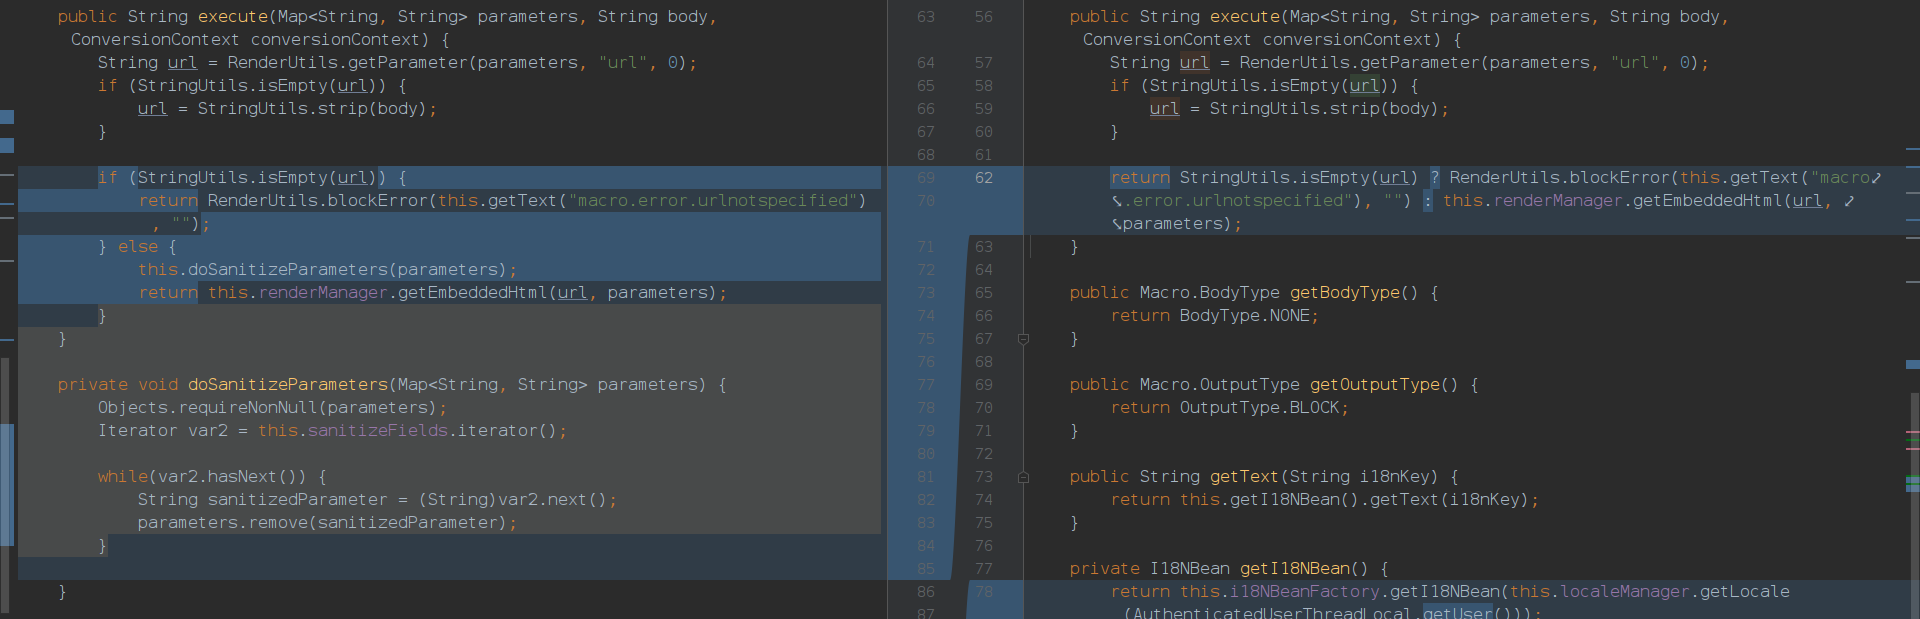 public String execute(Map<String, String> parameters, String body,
ConversionContext conversionContext) {
String url = RenderUtils.getParameter(parameters, "url", 0);
if (StringUtils.isEmpty(url)) {
url = StringUtils.strip(body);
}
if (StringUtils.isEmpty(url)) {
return RenderUtils.blockError(this.getText("macro.error.urlnotspecified")
, "");
} else {
this.doSanitizeParameters(parameters);
return this.renderManager.getEmbeddedHtml(url, parameters);
}
}
private void doSanitizeParameters(Map<String, String> parameters) {
Objects.requireNonNull(parameters);
Iterator var2 = this.sanitizeFields.iterator();
while(var2.hasNext()) {
String sanitizedParameter = (String)var2.next();
parameters.remove(sanitizedParameter);
}
}
63 56
64 57
65 58
66 59
67 60
68 61
69 62
70
71 63
72 64
73 65
74 66
75 67
76 68
77 69
78 70
79 71
80 72
81 73
82 74
83 75
84 76
85 77
86 78
87
public String execute(Map<String, String> parameters, String body,
ConversionContext conversionContext) {
String url = RenderUtils.getParameter(parameters, "url", 0);
if (StringUtils.isEmpty(url)) {
url = StringUtils.strip(body);
}
return StringUtils.isEmpty(url) ? RenderUtils.blockError(this.getText("macro
.error.urlnotspecified"), "") : this.renderManager.getEmbeddedHtml(url,
parameters);
}
public Macro.BodyType getBodyType() {
return BodyType.NONE;
}
public Macro.OutputType getOutputType() {
return OutputType.BLOCK;
}
public String getText(String i18nKey) {
return this.getI18NBean().getText(i18nKey);
}
private I18NBean getI18NBean() {
return this.i18NBeanFactory.getI18NBean(this.localeManager.getLocale
(AuthenticatedUserThreadLocal.getUser()));